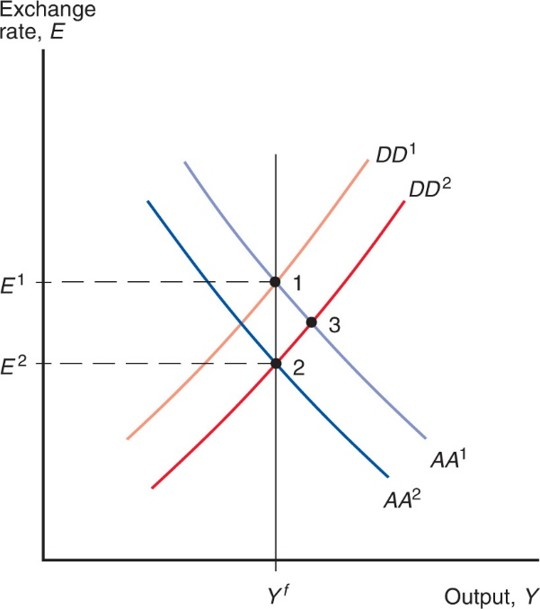 Exchange
rate, E
DD¹
DD²
E¹
1
3
E²
2
AA¹
AA²
Yᶠ
Output, Y